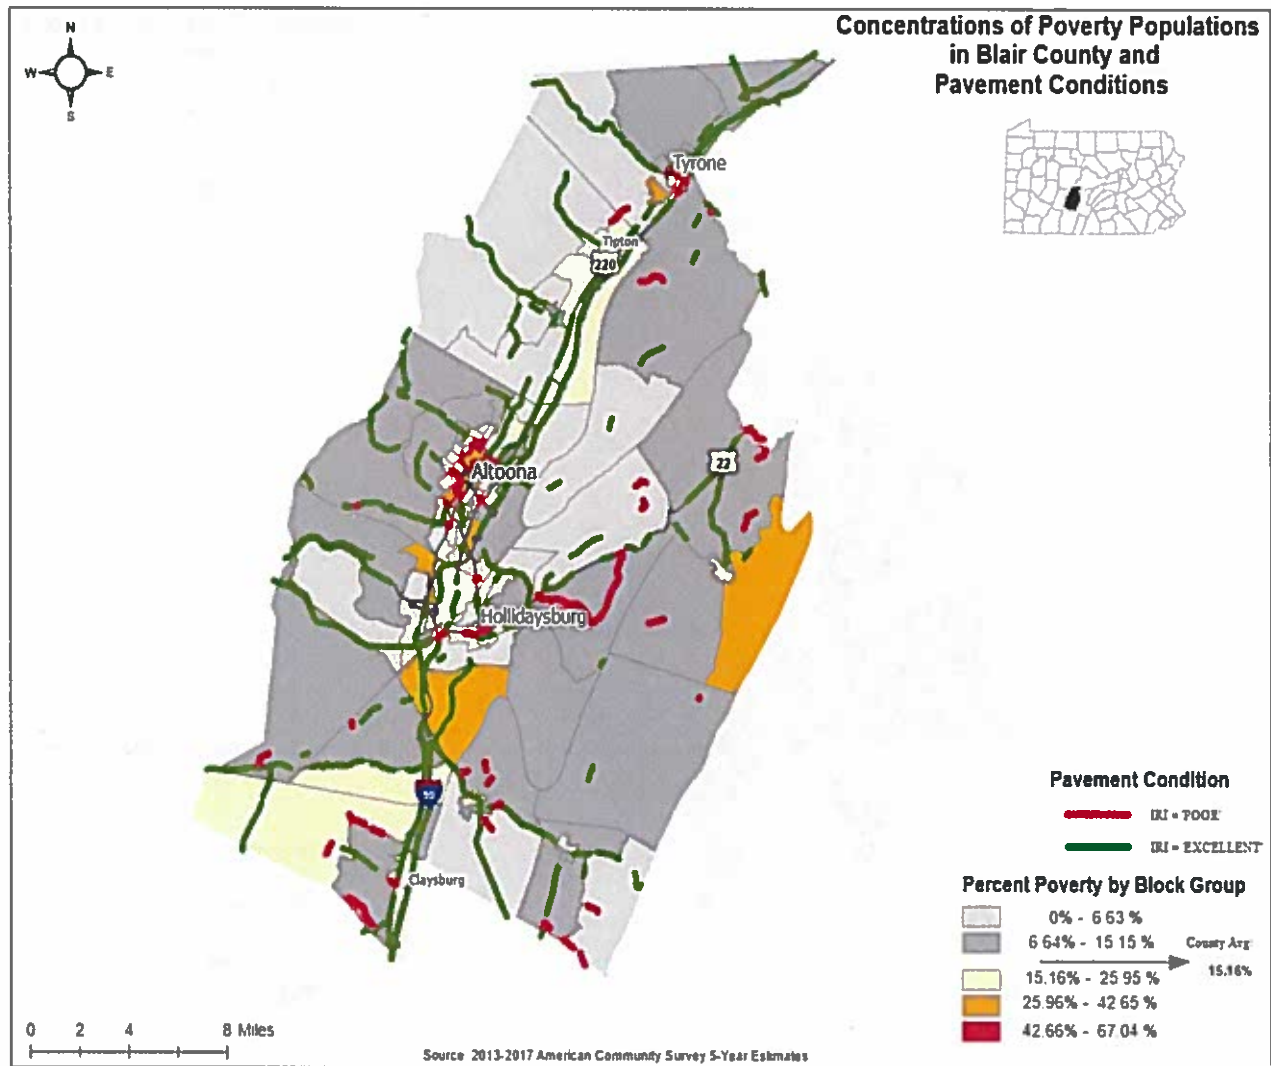 Concentrations of Poverty Populations
in Blair County and
Pavement Conditions
N
W
E
S
Tyrone
Tipton
220
Altoona
22
Hollidaysburg
Claysburg
Pavement Condition
IRI = POOR
IRI = EXCELLENT
Percent Poverty by Block Group
0% - 6 63 %
6 64% - 15 15 %
County Avg
15.16%
15.16% - 25 95 %
25.96% - 42 65 %
42.66% - 67.04 %
0 2 4 8 Miles
Source 2013-2017 American Community Survey 5-Year Estimates